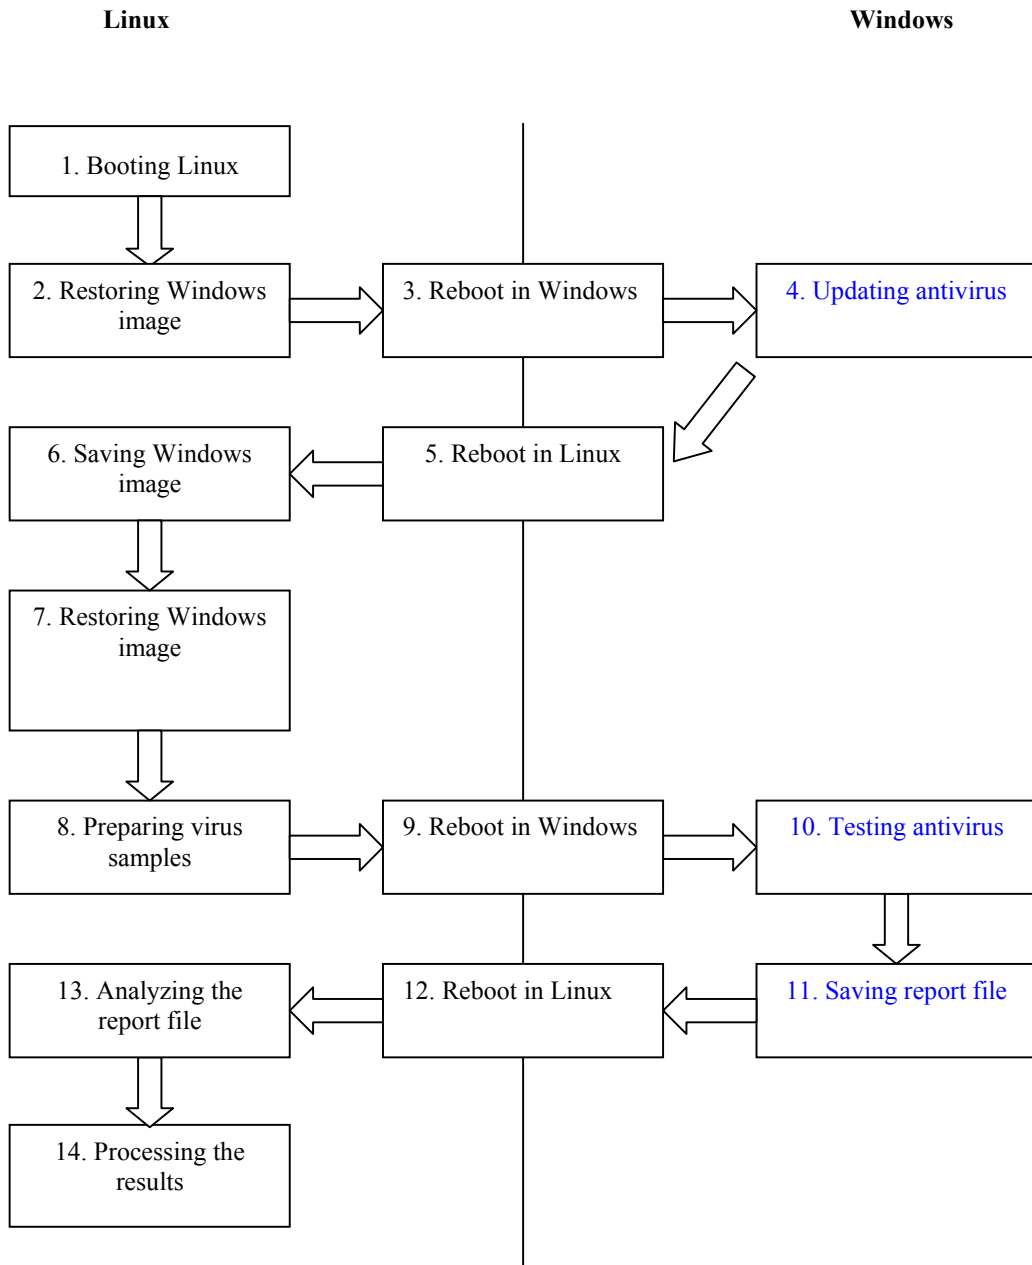 Linux
Windows
1. Booting Linux
2. Restoring Windows
image
3. Reboot in Windows
4. Updating antivirus
5. Reboot in Linux
6. Saving Windows
image
7. Restoring Windows
image
8. Preparing virus
samples
9. Reboot in Windows
10. Testing antivirus
11. Saving report file
12. Reboot in Linux
13. Analyzing the
report file
14. Processing the
results